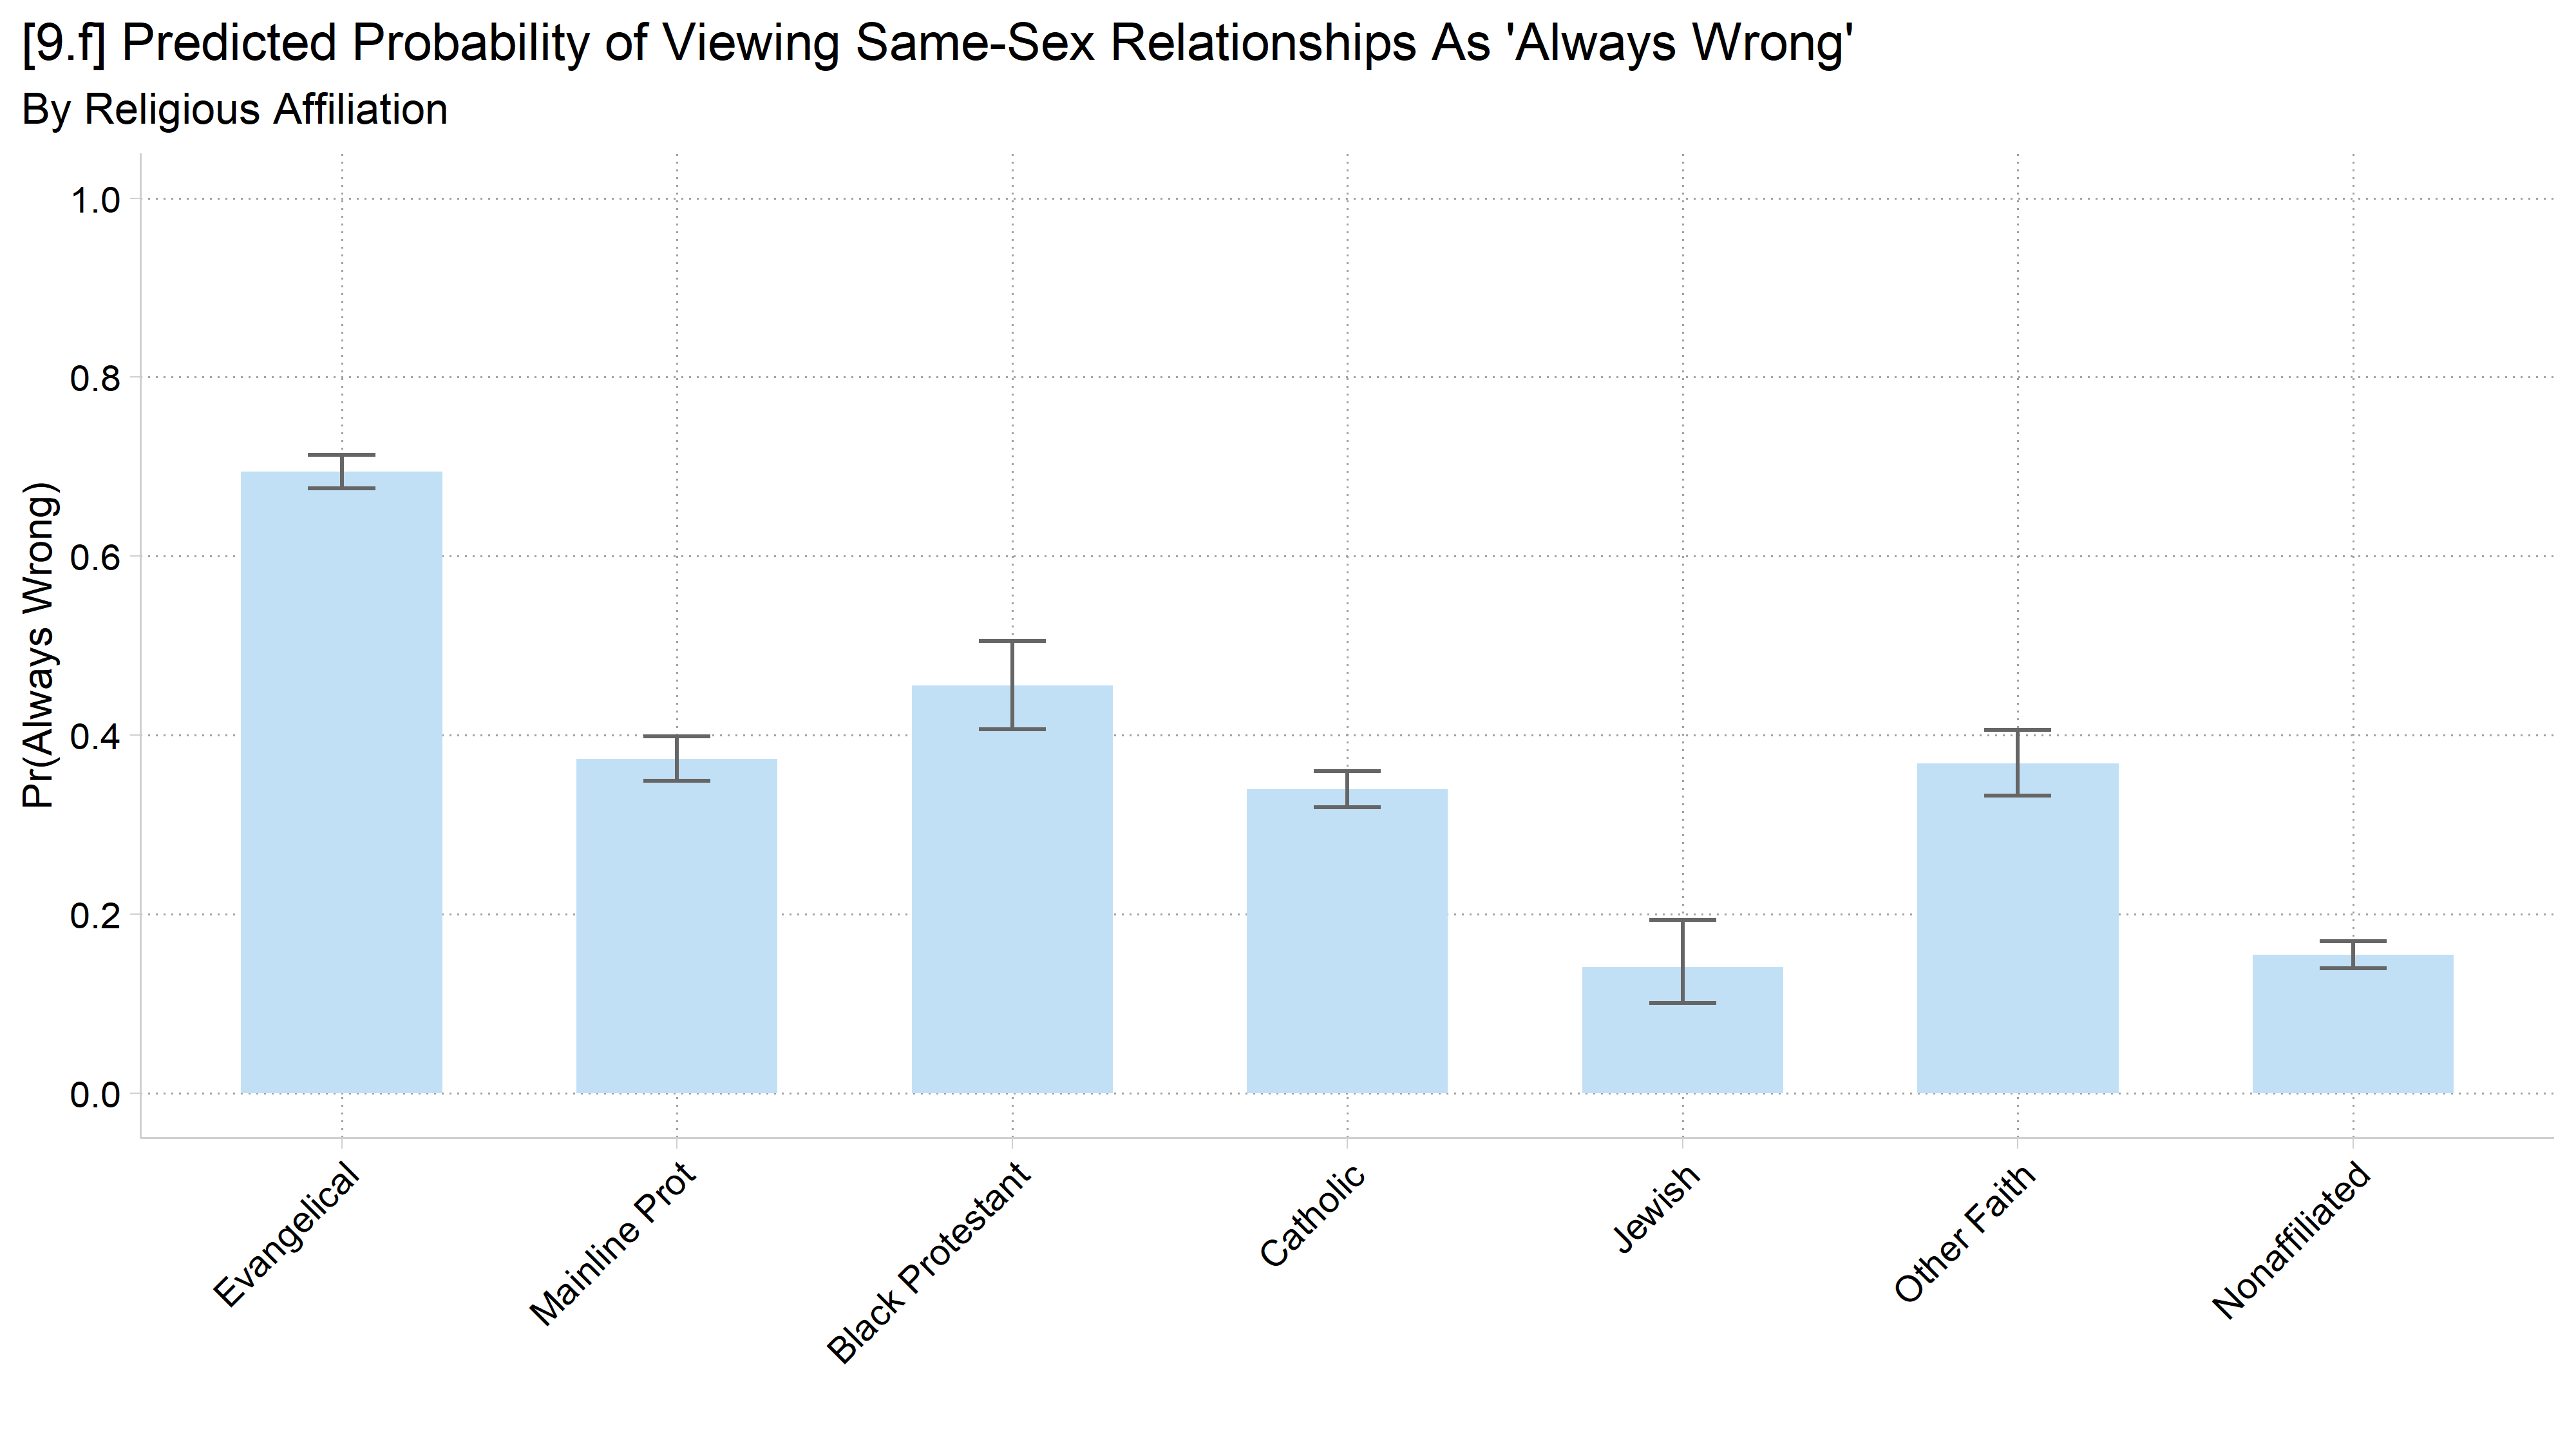 [9.f] Predicted Probability of Viewing Same-Sex Relationships As 'Always Wrong'
By Religious Affiliation
Pr(Always Wrong)
1.0
0.8
0.6
0.4
0.2
0.0
Evangelical
Mainline Prot
Black Protestant
Catholic
Jewish
Other Faith
Nonaffiliated